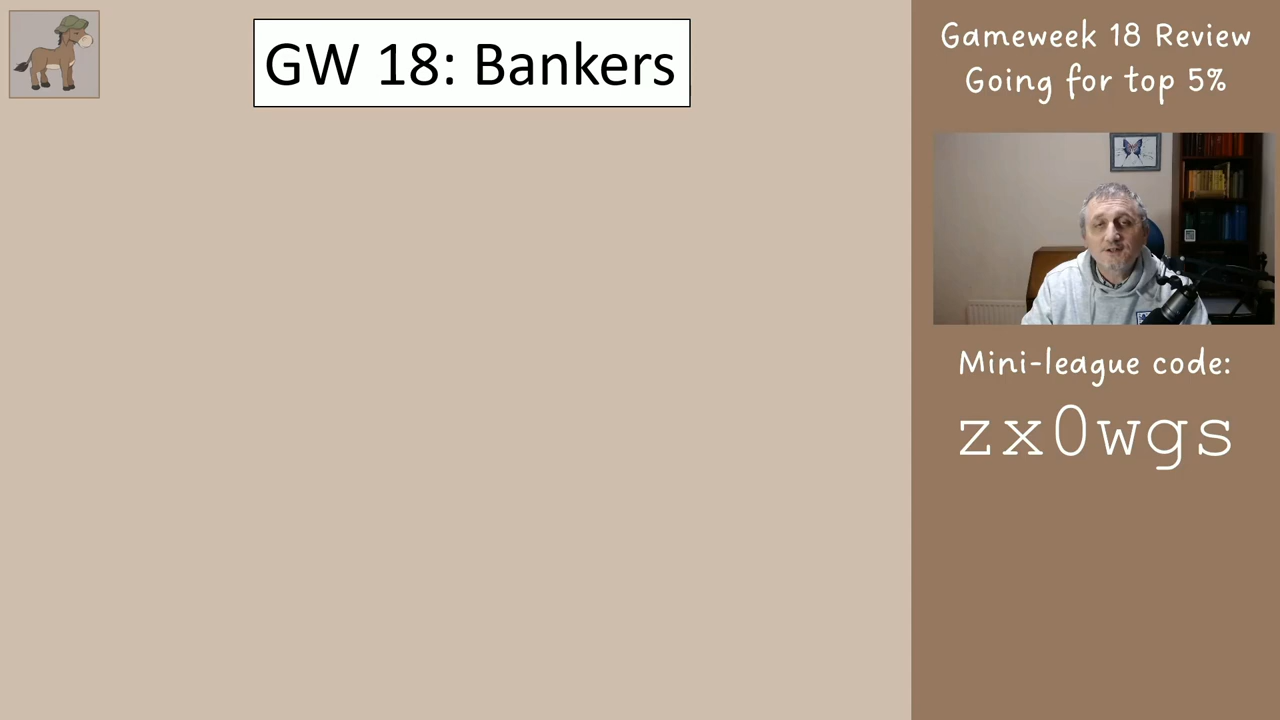 GW 18: Bankers
Gameweek 18 Review
Going for top 5%
Mini-league code:
zx0wgs